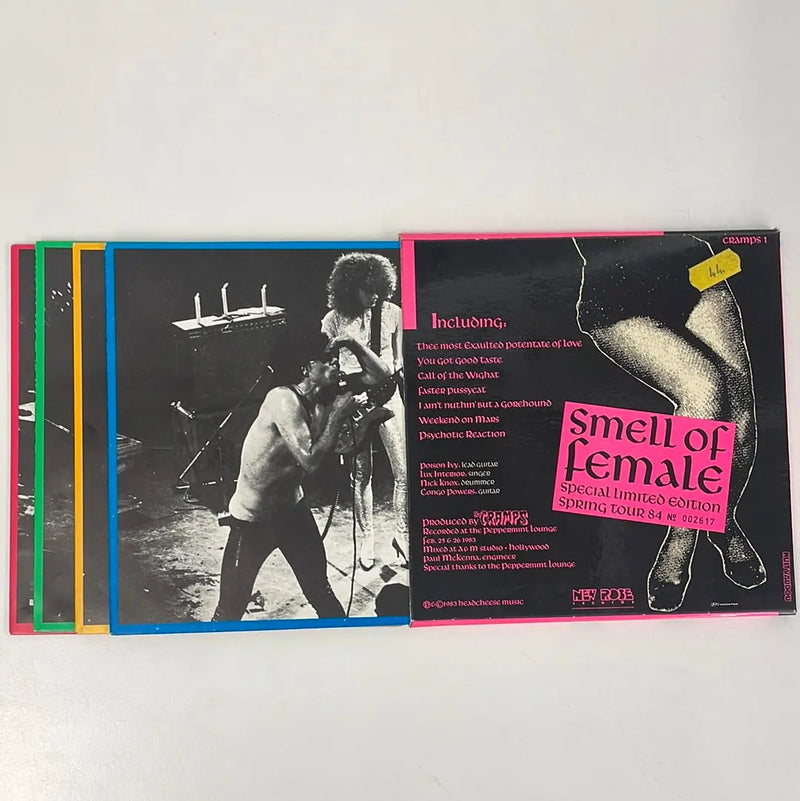 CRAMPS 1
44.
Including:
Thee most Exaulted potentate of love
You Got Good Taste
Call of the Wighat
Faster Pussycat
I ain't nuthin' but a Gorehound
Weekend on Mars
Psychotic Reaction
Smell of
Female
Special Limited Edition
Spring Tour 84 No 002617
Poison Ivy: lead guitar
Lux Interior: singer
Nick Knox: drummer
Congo Powers: guitar
Produced by The CRAMPS
Recorded at the Peppermint Lounge
Feb. 25 & 26 1983
Mixed at A&M studio - Hollywood
Paul McKenna: engineer
Special thanks to the Peppermint Lounge
℗ & © 1983 Headcheese Music
NEW ROSE
RECORDS